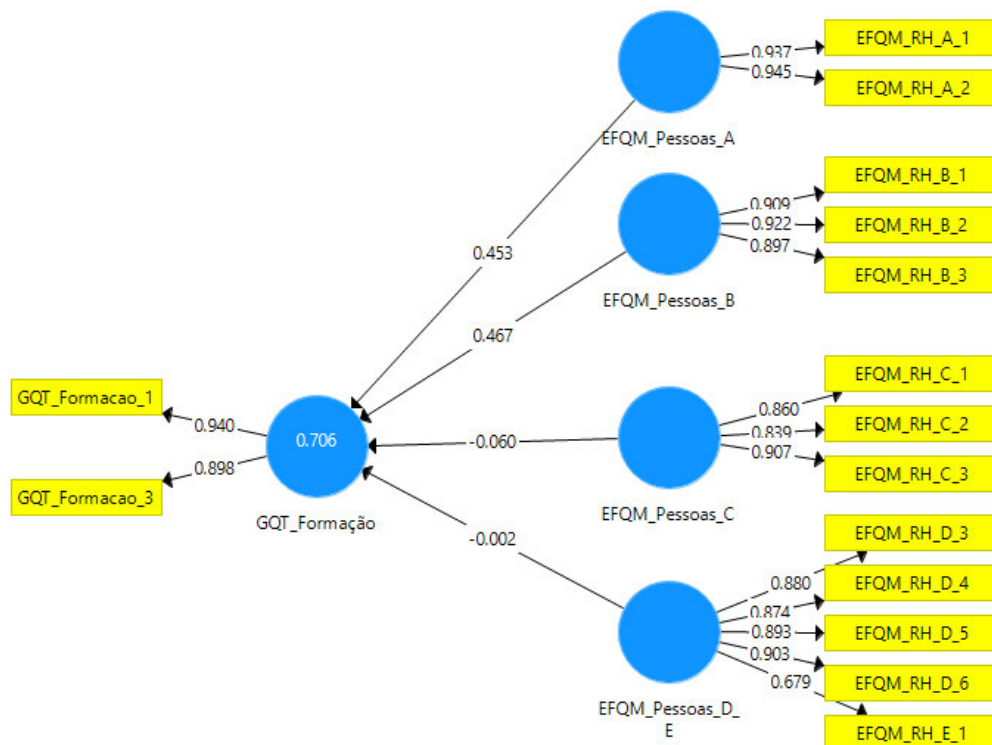 EFQM_RH_A_1
0.937
0.945
EFQM_RH_A_2
EFQM_Pessoas_A
EFQM_RH_B_1
0.909
0.922
EFQM_RH_B_2
0.897
0.453
EFQM_RH_B_3
EFQM_Pessoas_B
0.467
EFQM_RH_C_1
GQT_Formacao_1
0.860
0.940
0.839
EFQM_RH_C_2
0.706
-0.060
0.907
0.898
EFQM_RH_C_3
GQT_Formacao_3
EFQM_Pessoas_C
GQT_Formação
EFQM_RH_D_3
-0.002
0.880
EFQM_RH_D_4
0.874
0.893
EFQM_RH_D_5
0.903
0.679
EFQM_RH_D_6
EFQM_Pessoas_D_
E
EFQM_RH_E_1